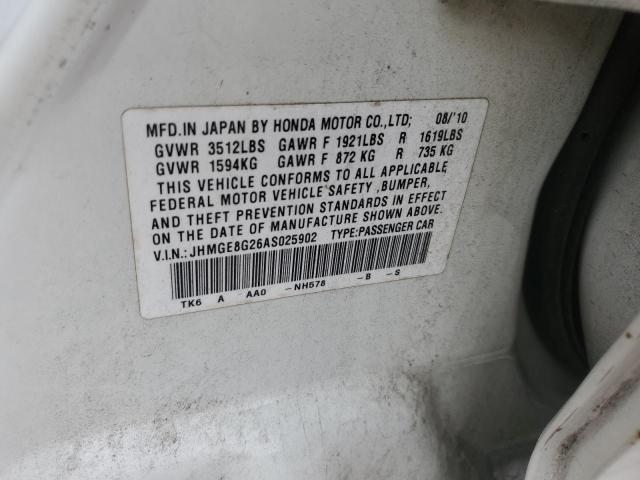 MFD.IN JAPAN BY HONDA MOTOR CO.,LTD; 08/'10
GVWR 3512LBS GAWR F 1921LBS R 1619LBS
GVWR 1594KG GAWR F 872 KG R 735 KG
THIS VEHICLE CONFORMS TO ALL APPLICABLE
FEDERAL MOTOR VEHICLE SAFETY ,BUMPER,
AND THEFT PREVENTION STANDARDS IN EFFECT
ON THE DATE OF MANUFACTURE SHOWN ABOVE.
V.I.N.: JHMGE8G26AS025902 TYPE:PASSENGER CAR
TK6 A AA0 -NH578 -B -S